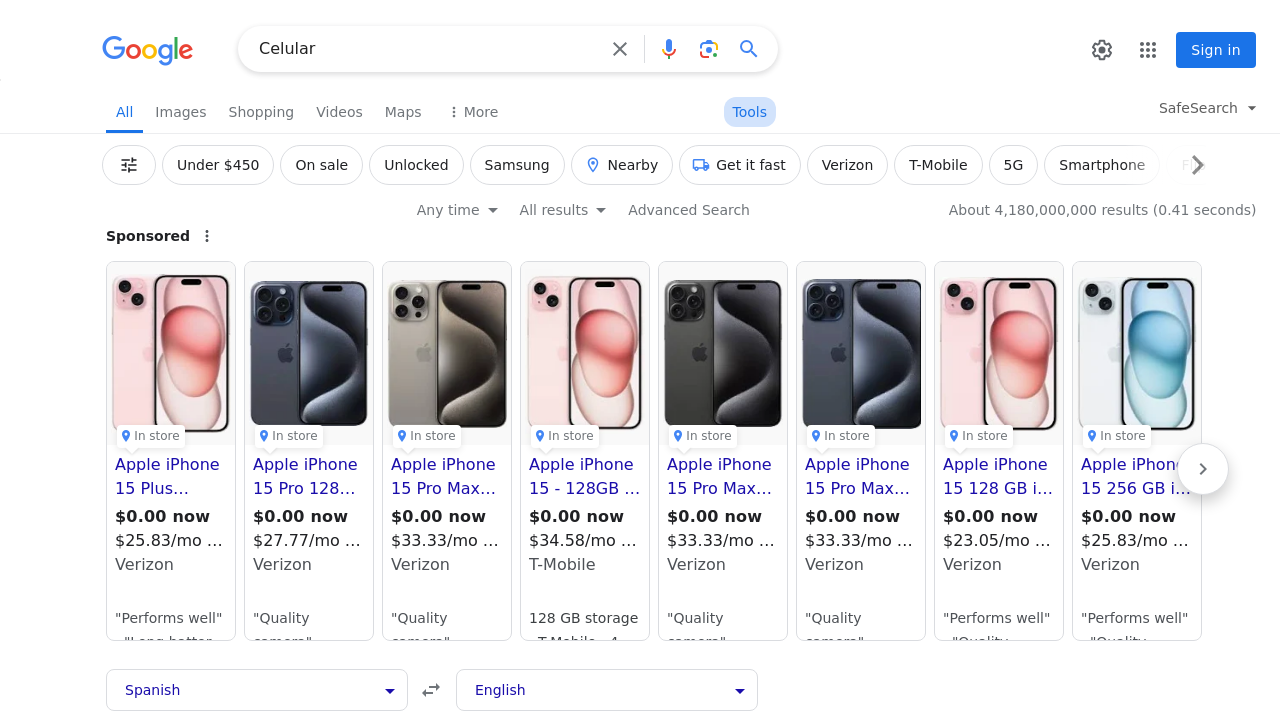 Google
Celular
Sign in
All
Images
Shopping
Videos
Maps
More
Tools
SafeSearch
Under $450
On sale
Unlocked
Samsung
Nearby
Get it fast
Verizon
T-Mobile
5G
Smartphone
Any time
All results
Advanced Search
About 4,180,000,000 results (0.41 seconds)
Sponsored
In store
Apple iPhone
15 Plus...
$0.00 now
$25.83/mo ...
Verizon
"Performs well"
In store
Apple iPhone
15 Pro 128...
$0.00 now
$27.77/mo ...
Verizon
"Quality
camera"
In store
Apple iPhone
15 Pro Max...
$0.00 now
$33.33/mo ...
Verizon
"Quality
camera"
In store
Apple iPhone
15 - 128GB ...
$0.00 now
$34.58/mo ...
T-Mobile
128 GB storage
In store
Apple iPhone
15 Pro Max...
$0.00 now
$33.33/mo ...
Verizon
"Quality
camera"
In store
Apple iPhone
15 Pro Max...
$0.00 now
$33.33/mo ...
Verizon
"Quality
camera"
In store
Apple iPhone
15 128 GB i...
$0.00 now
$23.05/mo ...
Verizon
"Performs well"
In store
Apple iPhone
15 256 GB i...
$0.00 now
$25.83/mo ...
Verizon
"Performs well"
Spanish
English